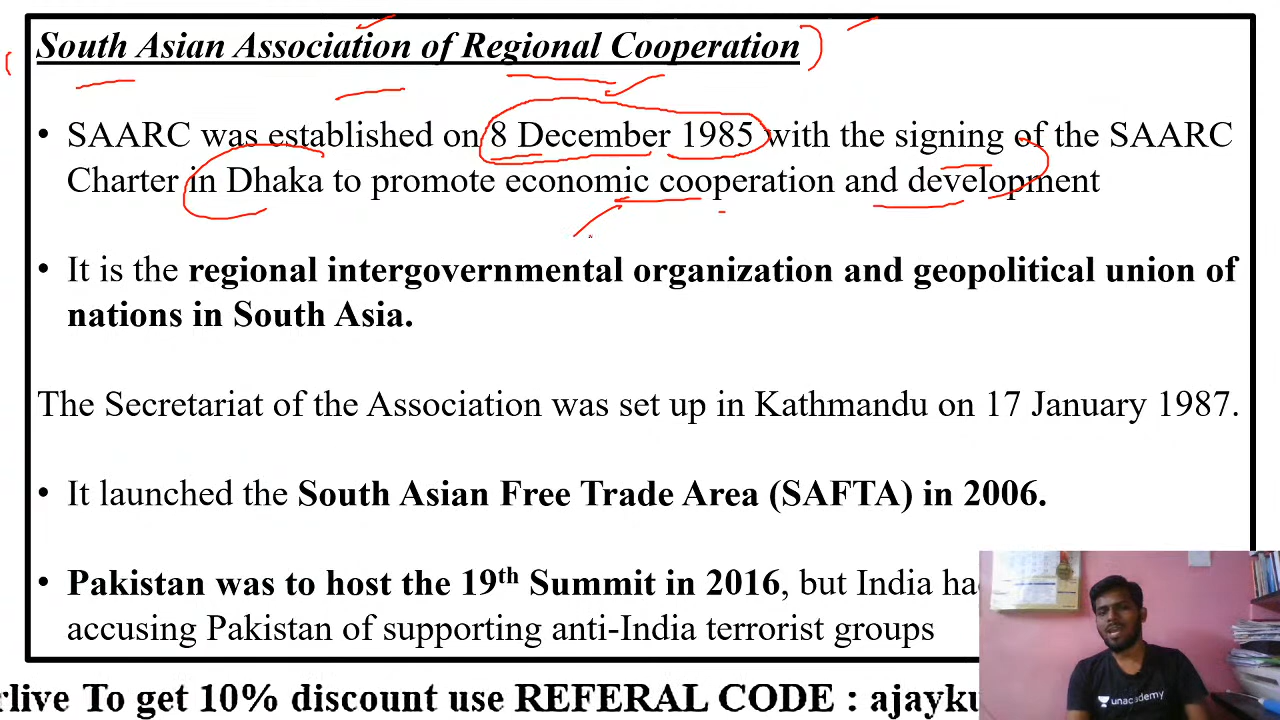 South Asian Association of Regional Cooperation
• SAARC was established on 8 December 1985 with the signing of the SAARC
Charter in Dhaka to promote economic cooperation and development
• It is the regional intergovernmental organization and geopolitical union of
nations in South Asia.
The Secretariat of the Association was set up in Kathmandu on 17 January 1987.
• It launched the South Asian Free Trade Area (SAFTA) in 2006.
• Pakistan was to host the 19th Summit in 2016, but India
accusing Pakistan of supporting anti-India terrorist groups
To get 10% discount use REFERAL CODE :
unacademy